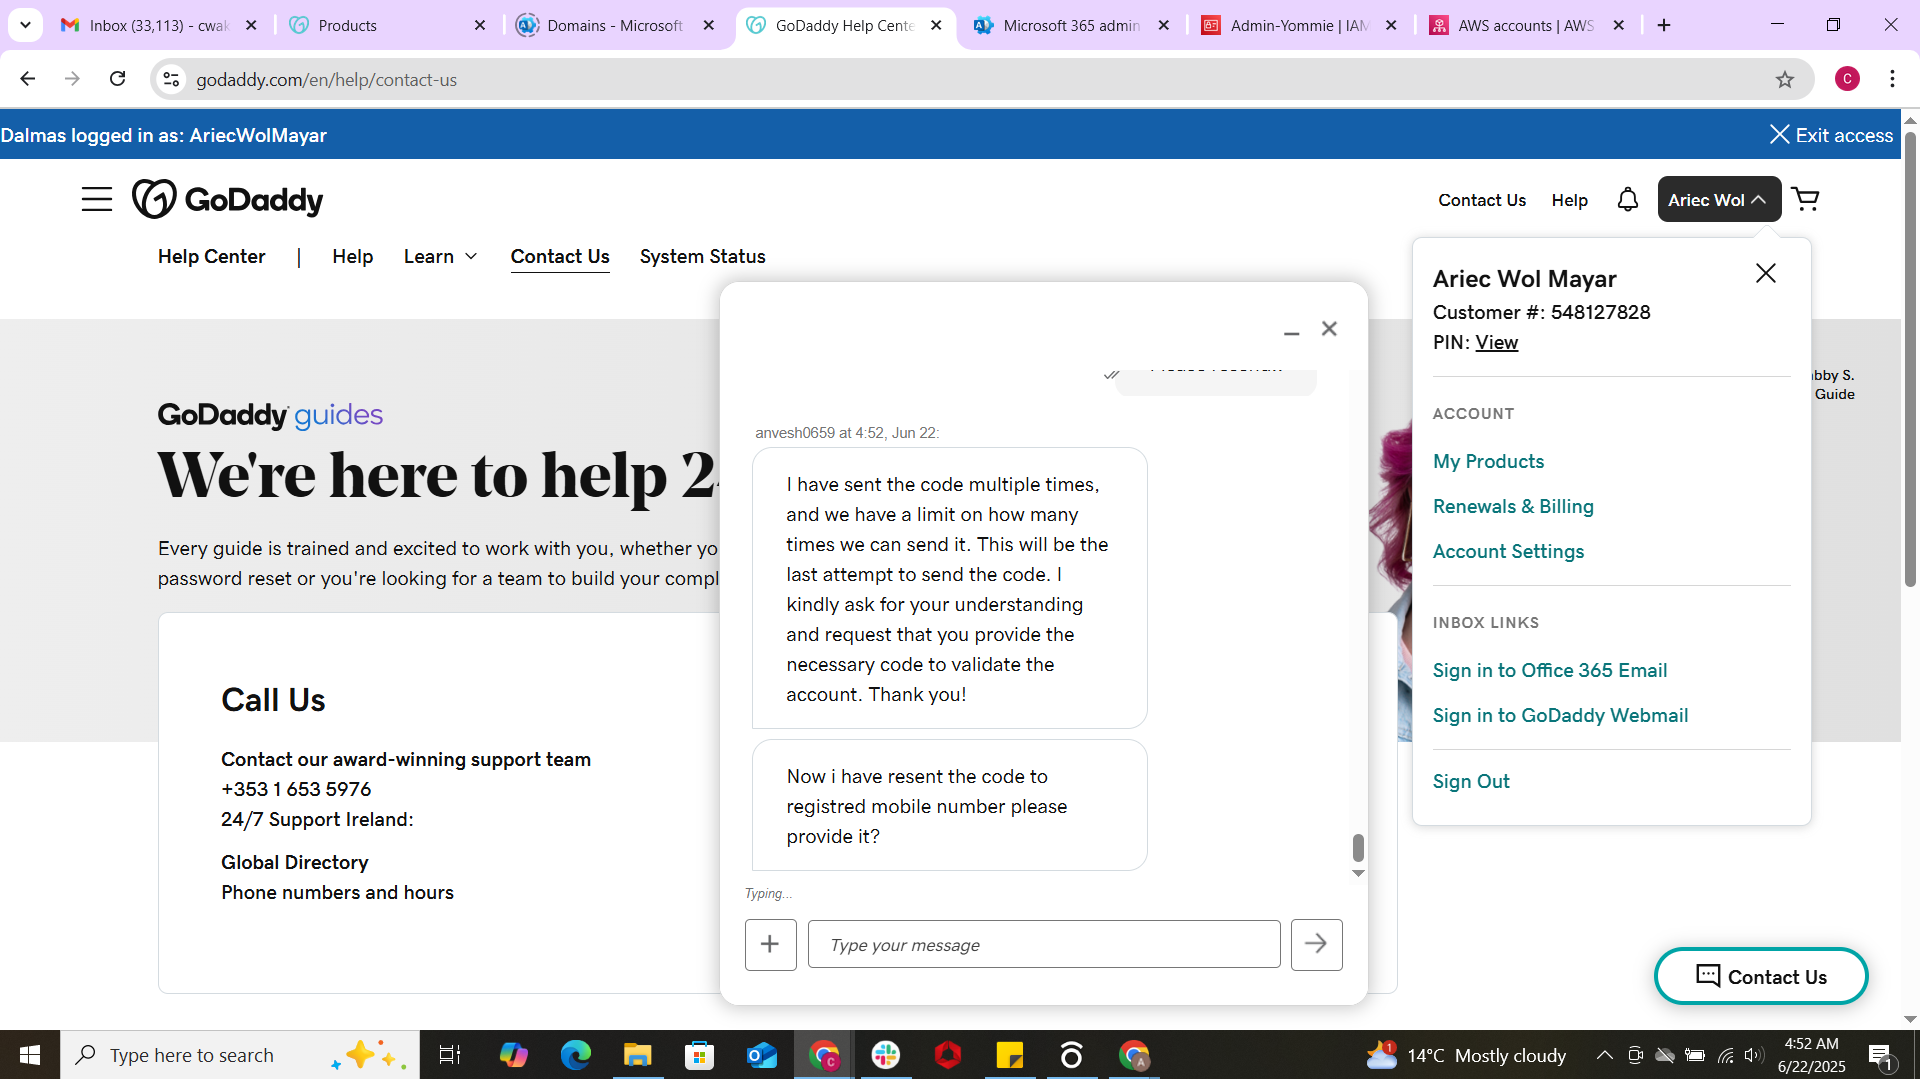 Inbox (33,113) - cwak
Products
Domains - Microsoft
GoDaddy Help Cente
Microsoft 365 admin
Admin-Yommie | IAM
AWS accounts | AWS
godaddy.com/en/help/contact-us
C
Dalmas logged in as: AriecWolMayar
Exit access
GoDaddy
Contact Us
Help
Ariec Wol
Help Center
|
Help
Learn
Contact Us
System Status
Ariec Wol Mayar
Customer #: 548127828
PIN: View
ACCOUNT
My Products
Renewals & Billing
Account Settings
INBOX LINKS
Sign in to Office 365 Email
Sign in to GoDaddy Webmail
Sign Out
bby S.
Guide
GoDaddy guides
We're here to help 2
Every guide is trained and excited to work with you, whether yo
password reset or you're looking for a team to build your compl
Call Us
Contact our award-winning support team
+353 1 653 5976
24/7 Support Ireland:
Global Directory
Phone numbers and hours
anvesh0659 at 4:52, Jun 22:
I have sent the code multiple times,
and we have a limit on how many
times we can send it. This will be the
last attempt to send the code. I
kindly ask for your understanding
and request that you provide the
necessary code to validate the
account. Thank you!
Now i have resent the code to
registred mobile number please
provide it?
Typing...
Type your message
Contact Us
Type here to search
C
A
1
14°C Mostly cloudy
4:52 AM
6/22/2025
1